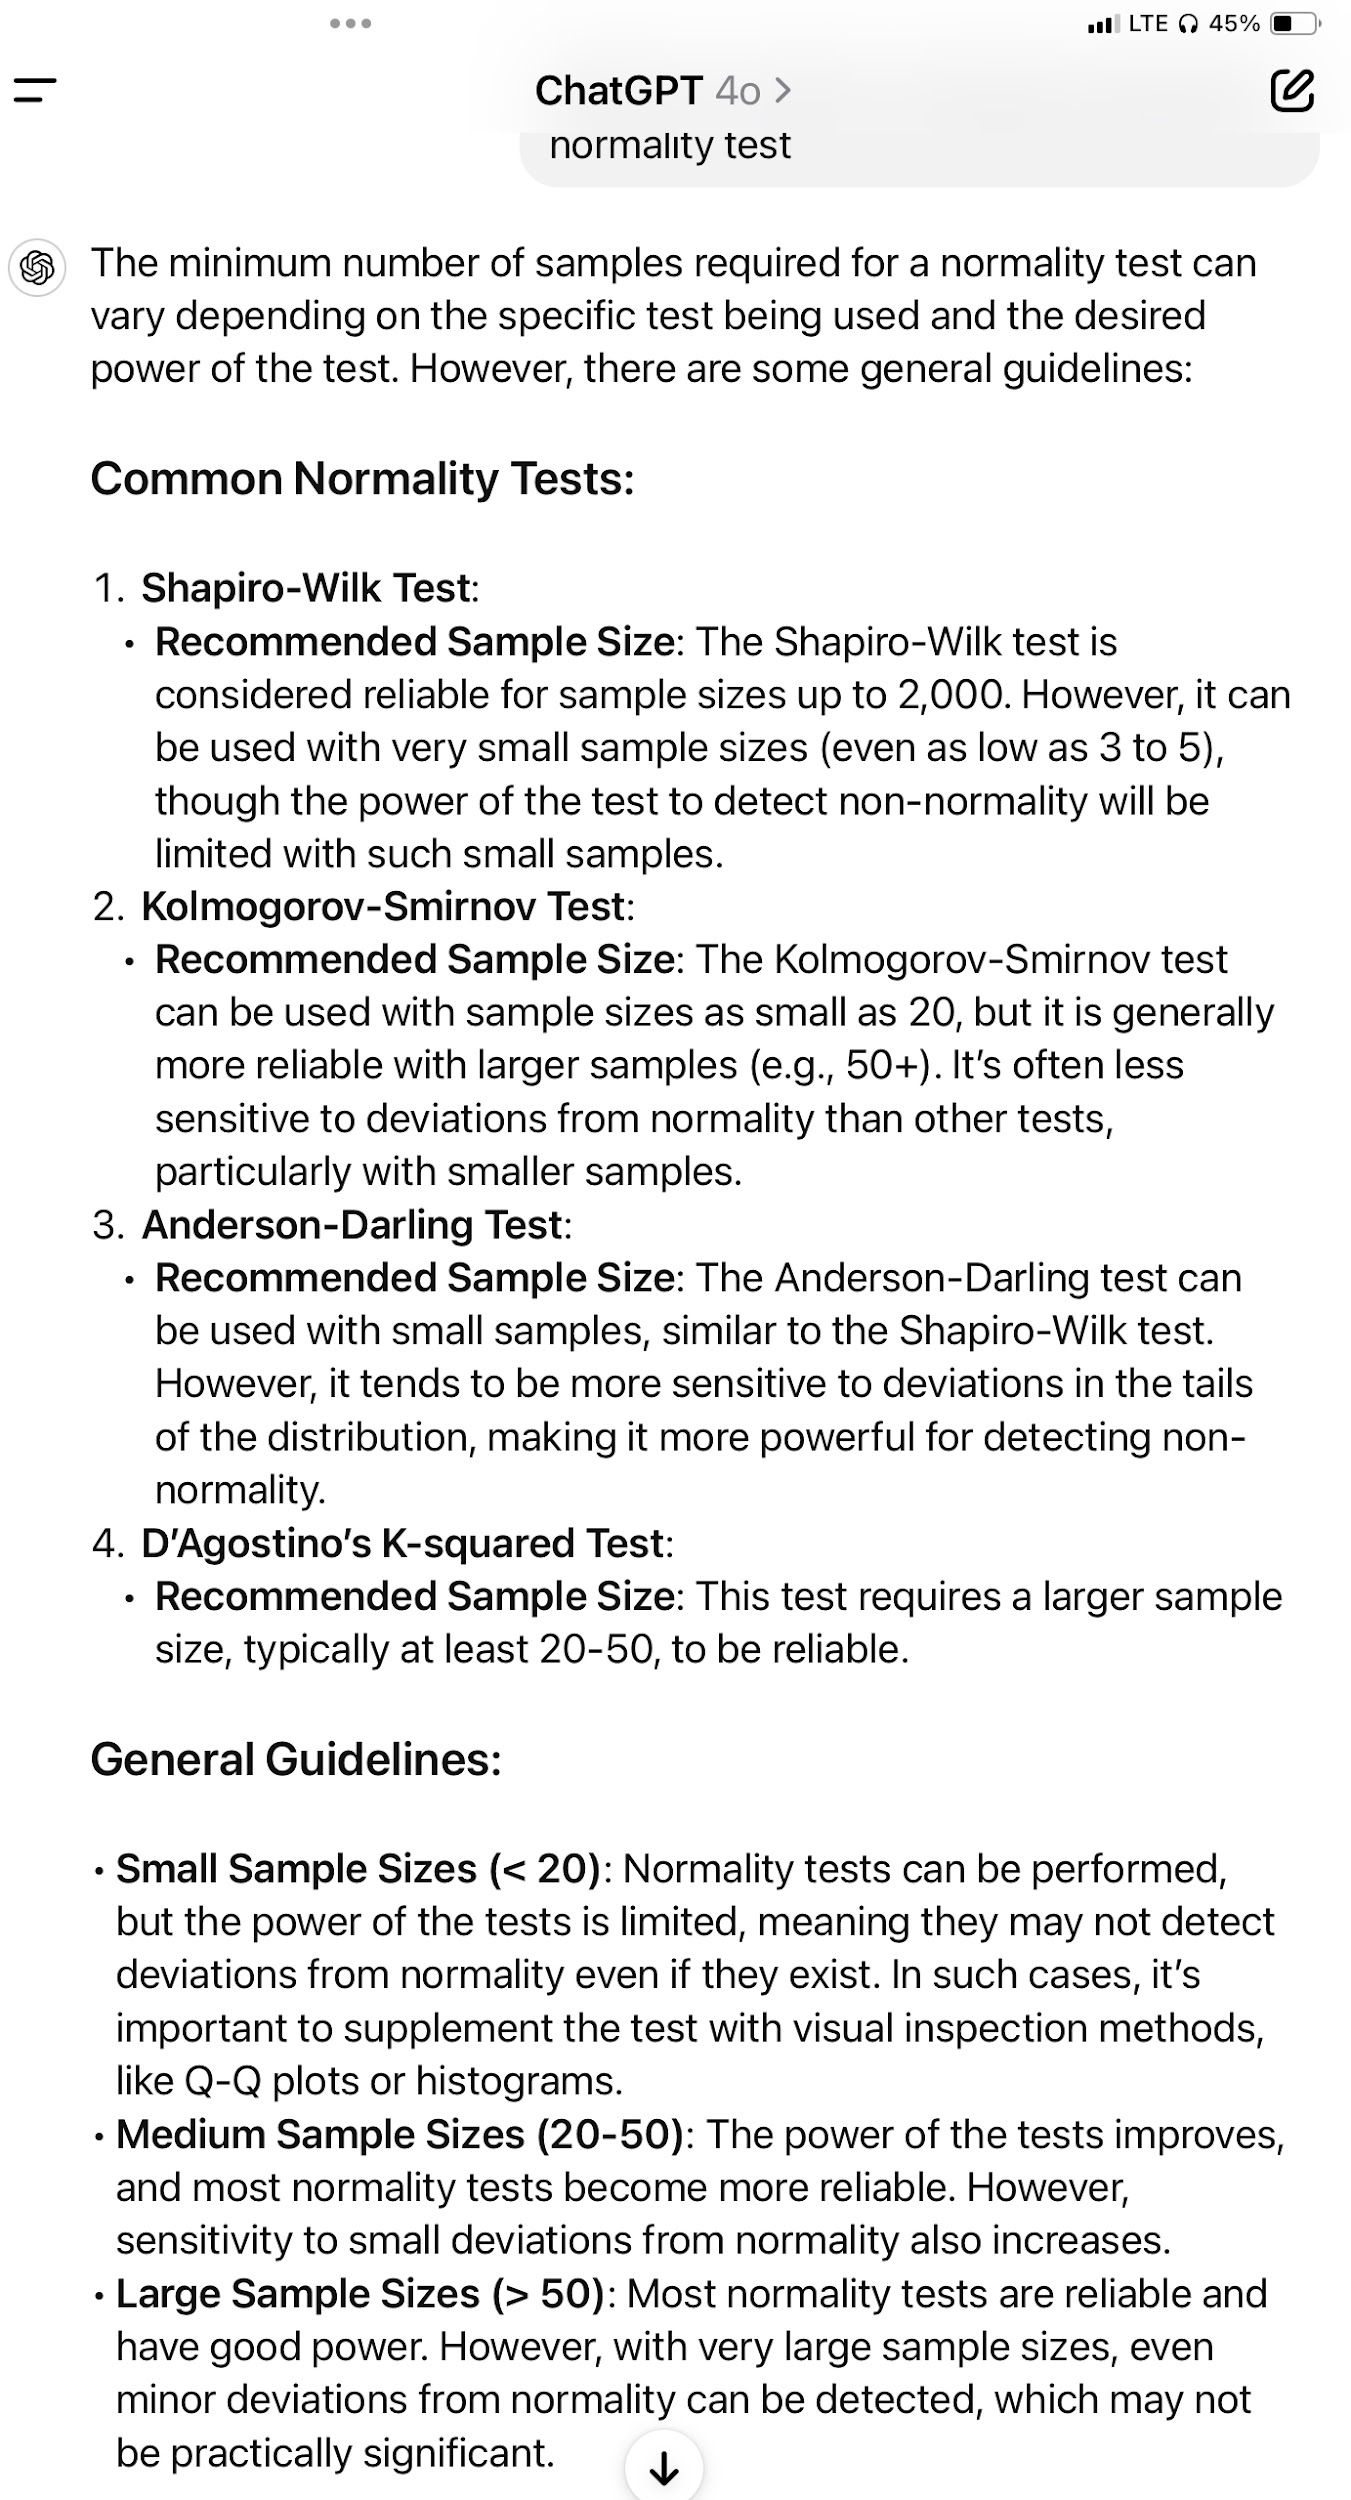 LTE 45%
ChatGPT 4o >
normality test
The minimum number of samples required for a normality test can
vary depending on the specific test being used and the desired
power of the test. However, there are some general guidelines:
Common Normality Tests:
1. Shapiro-Wilk Test:
• Recommended Sample Size: The Shapiro-Wilk test is
considered reliable for sample sizes up to 2,000. However, it can
be used with very small sample sizes (even as low as 3 to 5),
though the power of the test to detect non-normality will be
limited with such small samples.
2. Kolmogorov-Smirnov Test:
• Recommended Sample Size: The Kolmogorov-Smirnov test
can be used with sample sizes as small as 20, but it is generally
more reliable with larger samples (e.g., 50+). It’s often less
sensitive to deviations from normality than other tests,
particularly with smaller samples.
3. Anderson-Darling Test:
• Recommended Sample Size: The Anderson-Darling test can
be used with small samples, similar to the Shapiro-Wilk test.
However, it tends to be more sensitive to deviations in the tails
of the distribution, making it more powerful for detecting non-
normality.
4. D’Agostino’s K-squared Test:
• Recommended Sample Size: This test requires a larger sample
size, typically at least 20-50, to be reliable.
General Guidelines:
• Small Sample Sizes (< 20): Normality tests can be performed,
but the power of the tests is limited, meaning they may not detect
deviations from normality even if they exist. In such cases, it’s
important to supplement the test with visual inspection methods,
like Q-Q plots or histograms.
• Medium Sample Sizes (20-50): The power of the tests improves,
and most normality tests become more reliable. However,
sensitivity to small deviations from normality also increases.
• Large Sample Sizes (> 50): Most normality tests are reliable and
have good power. However, with very large sample sizes, even
minor deviations from normality can be detected, which may not
be practically significant.